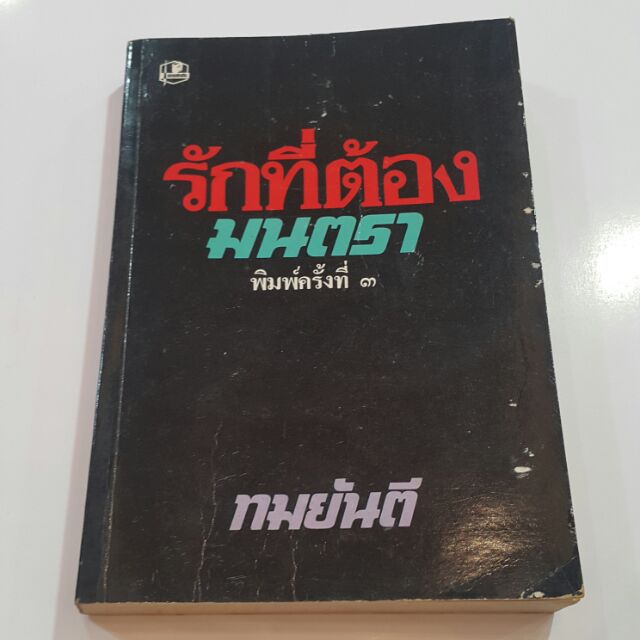 รักที่ต้อง
มนตรา
พิมพ์ครั้งที่ ๓
ทมยันตี